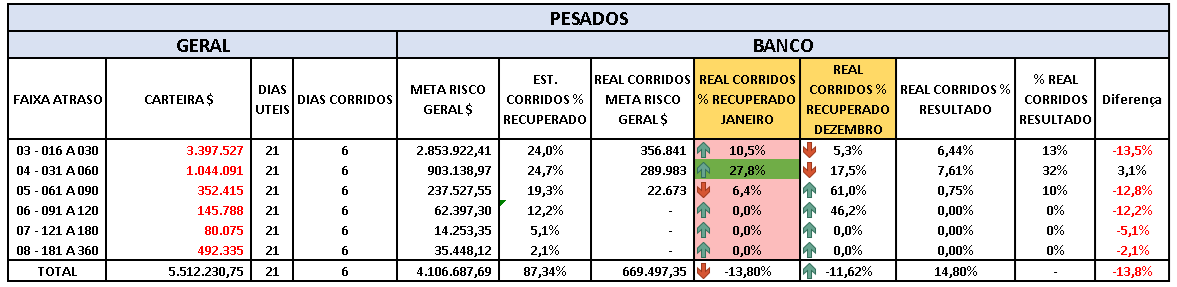 PESADOS
GERAL BANCO
FAIXA ATRASO CARTEIRA $ DIAS UTEIS DIAS CORRIDOS META RISCO GERAL $ EST. CORRIDOS % RECUPERADO REAL CORRIDOS META RISCO GERAL $ REAL CORRIDOS % RECUPERADO JANEIRO REAL CORRIDOS % RECUPERADO DEZEMBRO REAL CORRIDOS % RESULTADO % REAL CORRIDOS RESULTADO Diferença
03 - 016 A 030 3.397.527 21 6 2.853.922,41 24,0% 356.841 10,5% 5,3% 6,44% 13% -13,5%
04 - 031 A 060 1.044.091 21 6 903.138,97 24,7% 289.983 27,8% 17,5% 7,61% 32% 3,1%
05 - 061 A 090 352.415 21 6 237.527,55 19,3% 22.673 6,4% 61,0% 0,75% 10% -12,8%
06 - 091 A 120 145.788 21 6 62.397,30 12,2% - 0,0% 46,2% 0,00% 0% -12,2%
07 - 121 A 180 80.075 21 6 14.253,35 5,1% - 0,0% 0,0% 0,00% 0% -5,1%
08 - 181 A 360 492.335 21 6 35.448,12 2,1% - 0,0% 0,0% 0,00% 0% -2,1%
TOTAL 5.512.230,75 21 6 4.106.687,69 87,34% 669.497,35 -13,80% -11,62% 14,80% - -13,8%